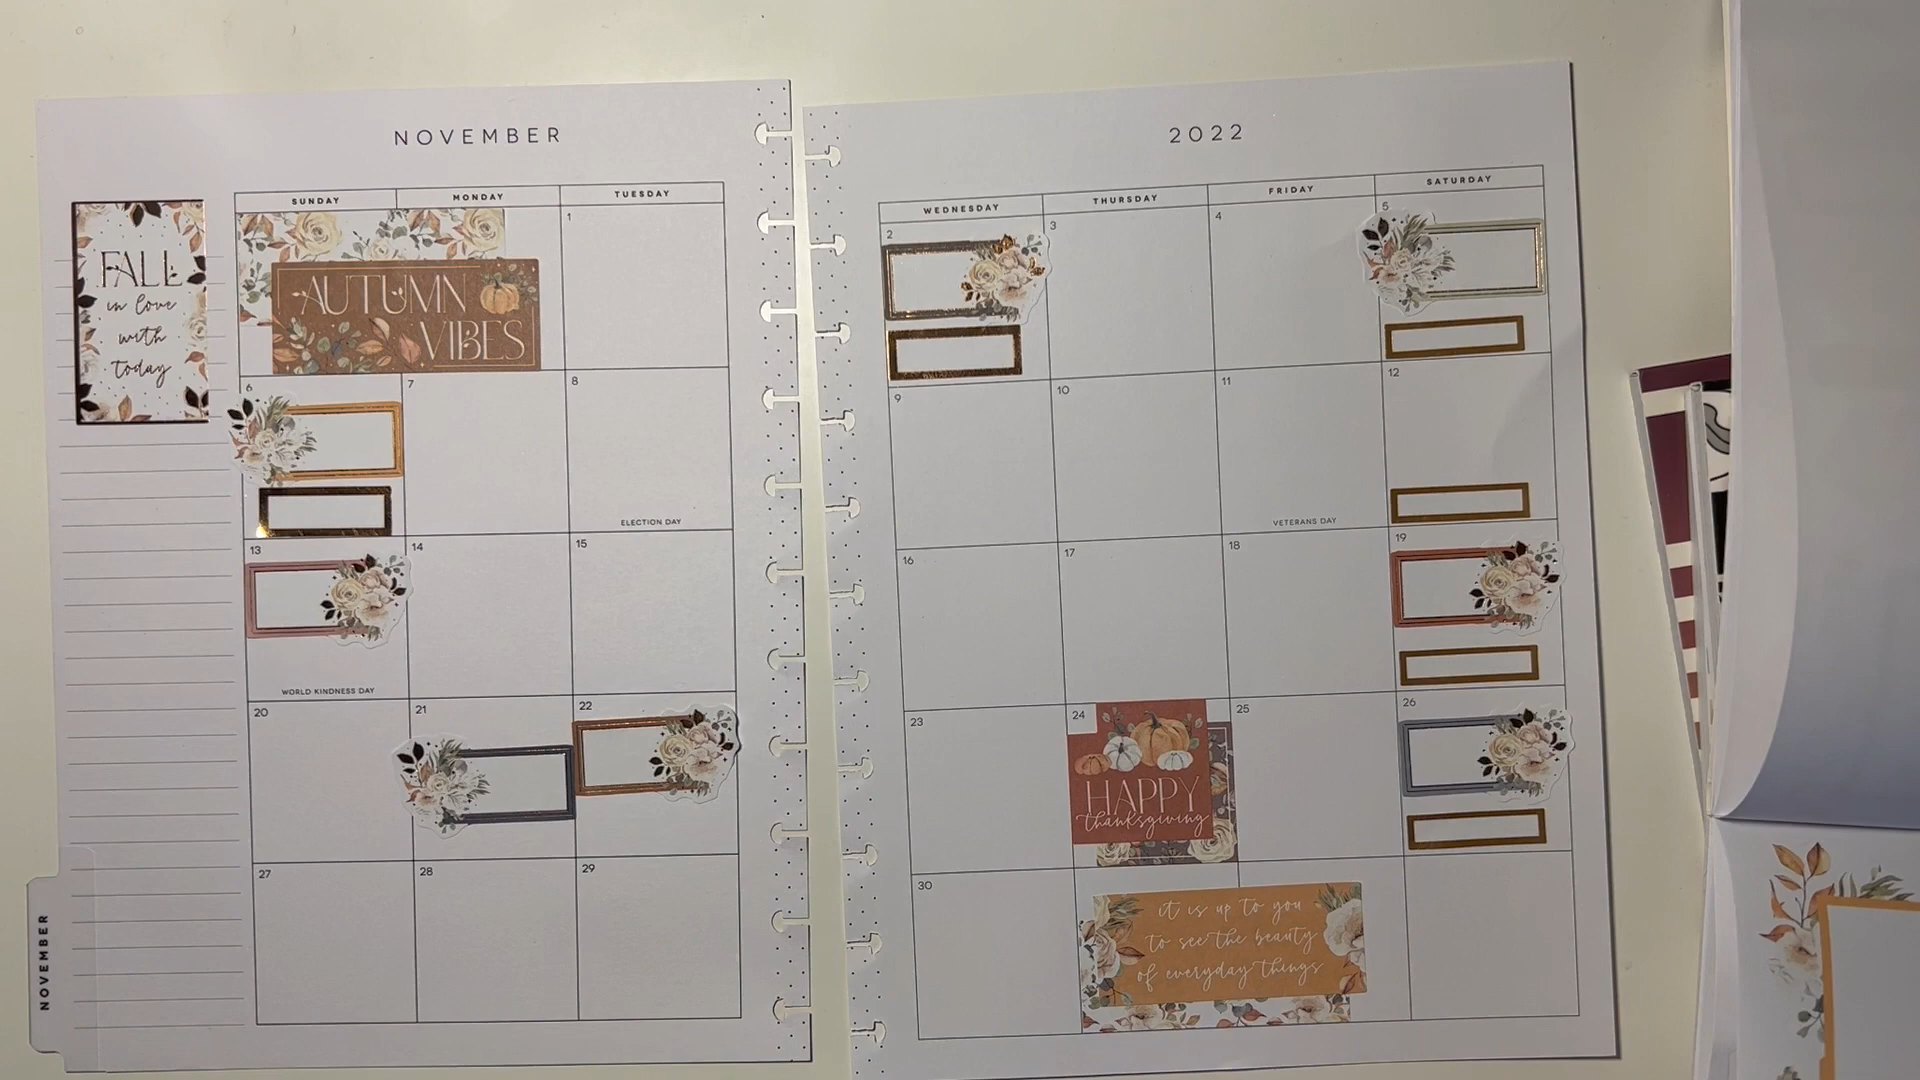 NOVEMBER
2022
SUNDAY MONDAY TUESDAY
WEDNESDAY THURSDAY FRIDAY SATURDAY
FALL
in love
with
today
AUTUMN
VIBES
1
2
3
4
5
6
7
8
ELECTION DAY
9
10
11
VETERANS DAY
12
13
WORLD KINDNESS DAY
14
15
16
17
18
19
20
21
22
23
24
HAPPY
thanksgiving
25
26
27
28
29
30
it is up to you
to see the beauty
of everyday things
NOVEMBER